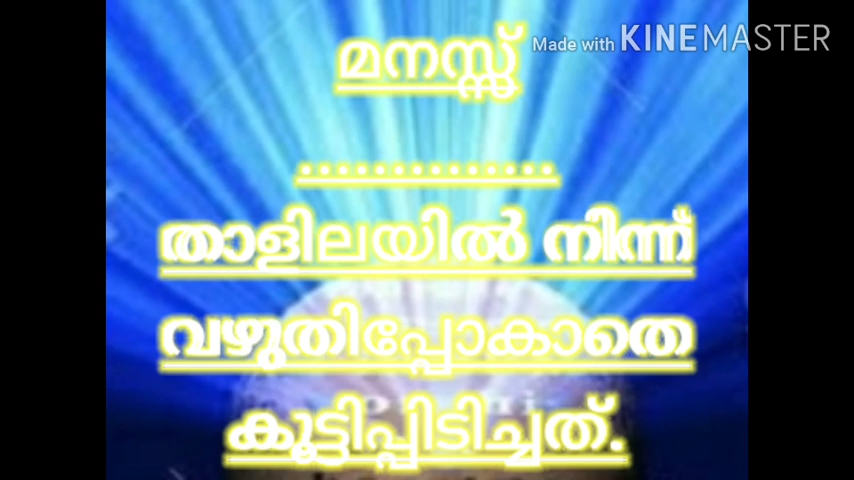 Made with KINEMASTER
മനസ്സ്
..............
താളിലയിൽ നിന്ന്
വഴുതിപ്പോകാതെ
കൂട്ടിപ്പിടിച്ചത്.